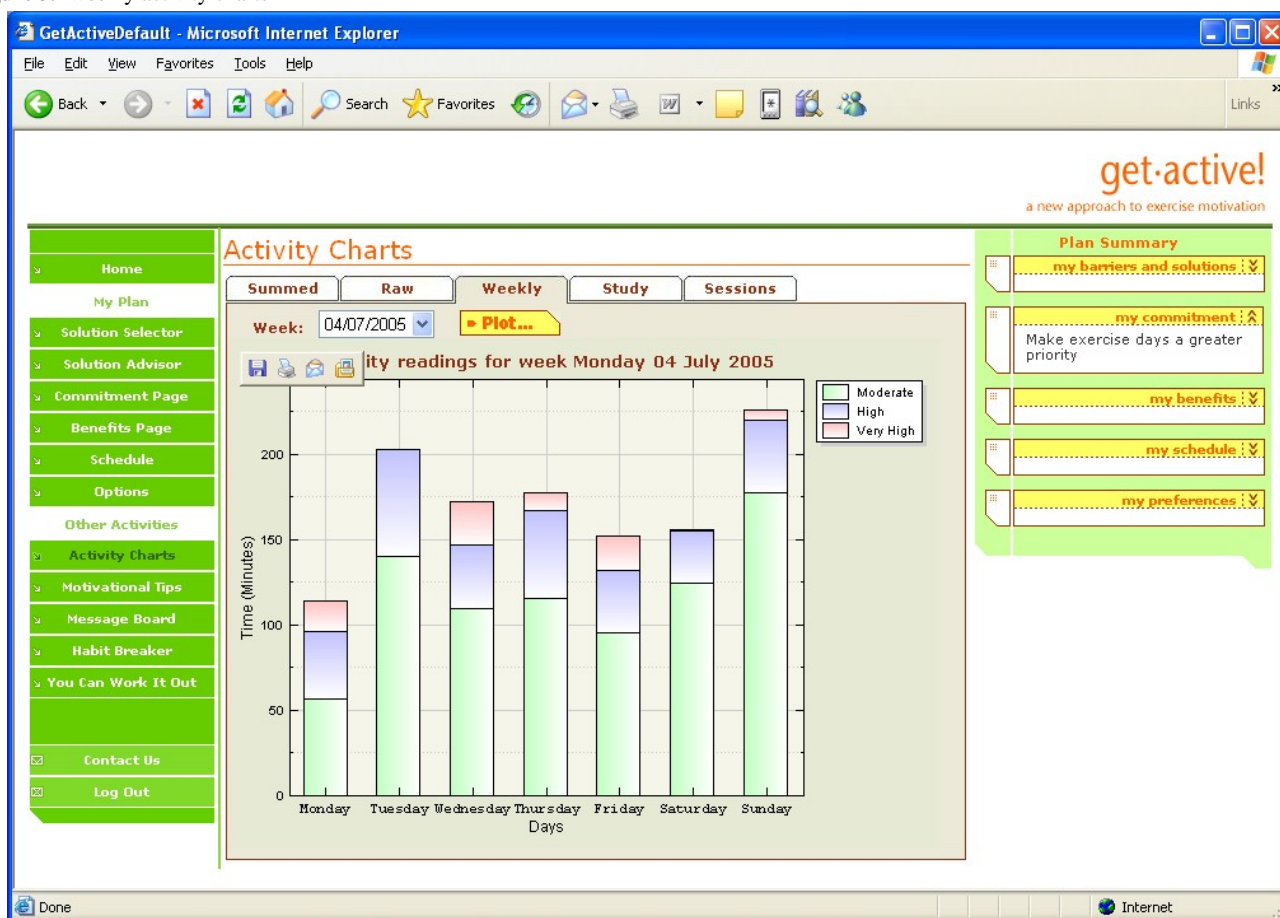 GetActiveDefault - Microsoft Internet Explorer
File Edit View Favorites Tools Help
Back Search Favorites Links
get·active!
a new approach to exercise motivation
Home
My Plan
Solution Selector
Solution Advisor
Commitment Page
Benefits Page
Schedule
Options
Other Activities
Activity Charts
Motivational Tips
Message Board
Habit Breaker
You Can Work It Out
Contact Us
Log Out
Activity Charts
Summed Raw Weekly Study Sessions
Week: 04/07/2005 Plot...
ity readings for week Monday 04 July 2005
Moderate
High
Very High
Time (Minutes)
200
150
100
50
0
Monday Tuesday Wednesday Thursday Friday Saturday Sunday
Days
Plan Summary
my barriers and solutions
my commitment
Make exercise days a greater
priority
my benefits
my schedule
my preferences
Done Internet